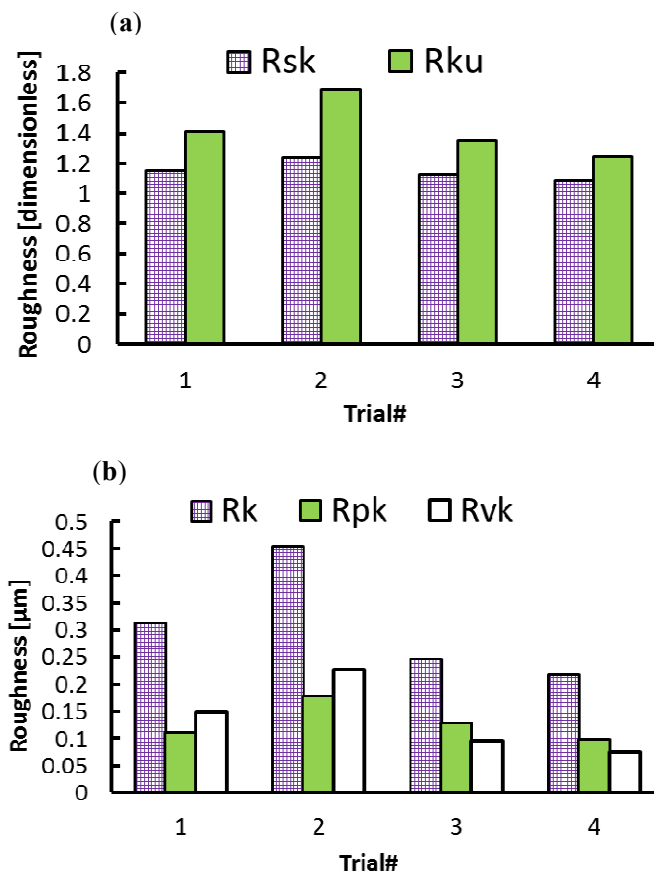 (a)
Rsk Rku
Roughness [dimensionless]
1.8
1.6
1.4
1.2
1
0.8
0.6
0.4
0.2
0
1 2 3 4
Trial#
(b)
Rk Rpk Rvk
Roughness [µm]
0.5
0.45
0.4
0.35
0.3
0.25
0.2
0.15
0.1
0.05
0
1 2 3 4
Trial#